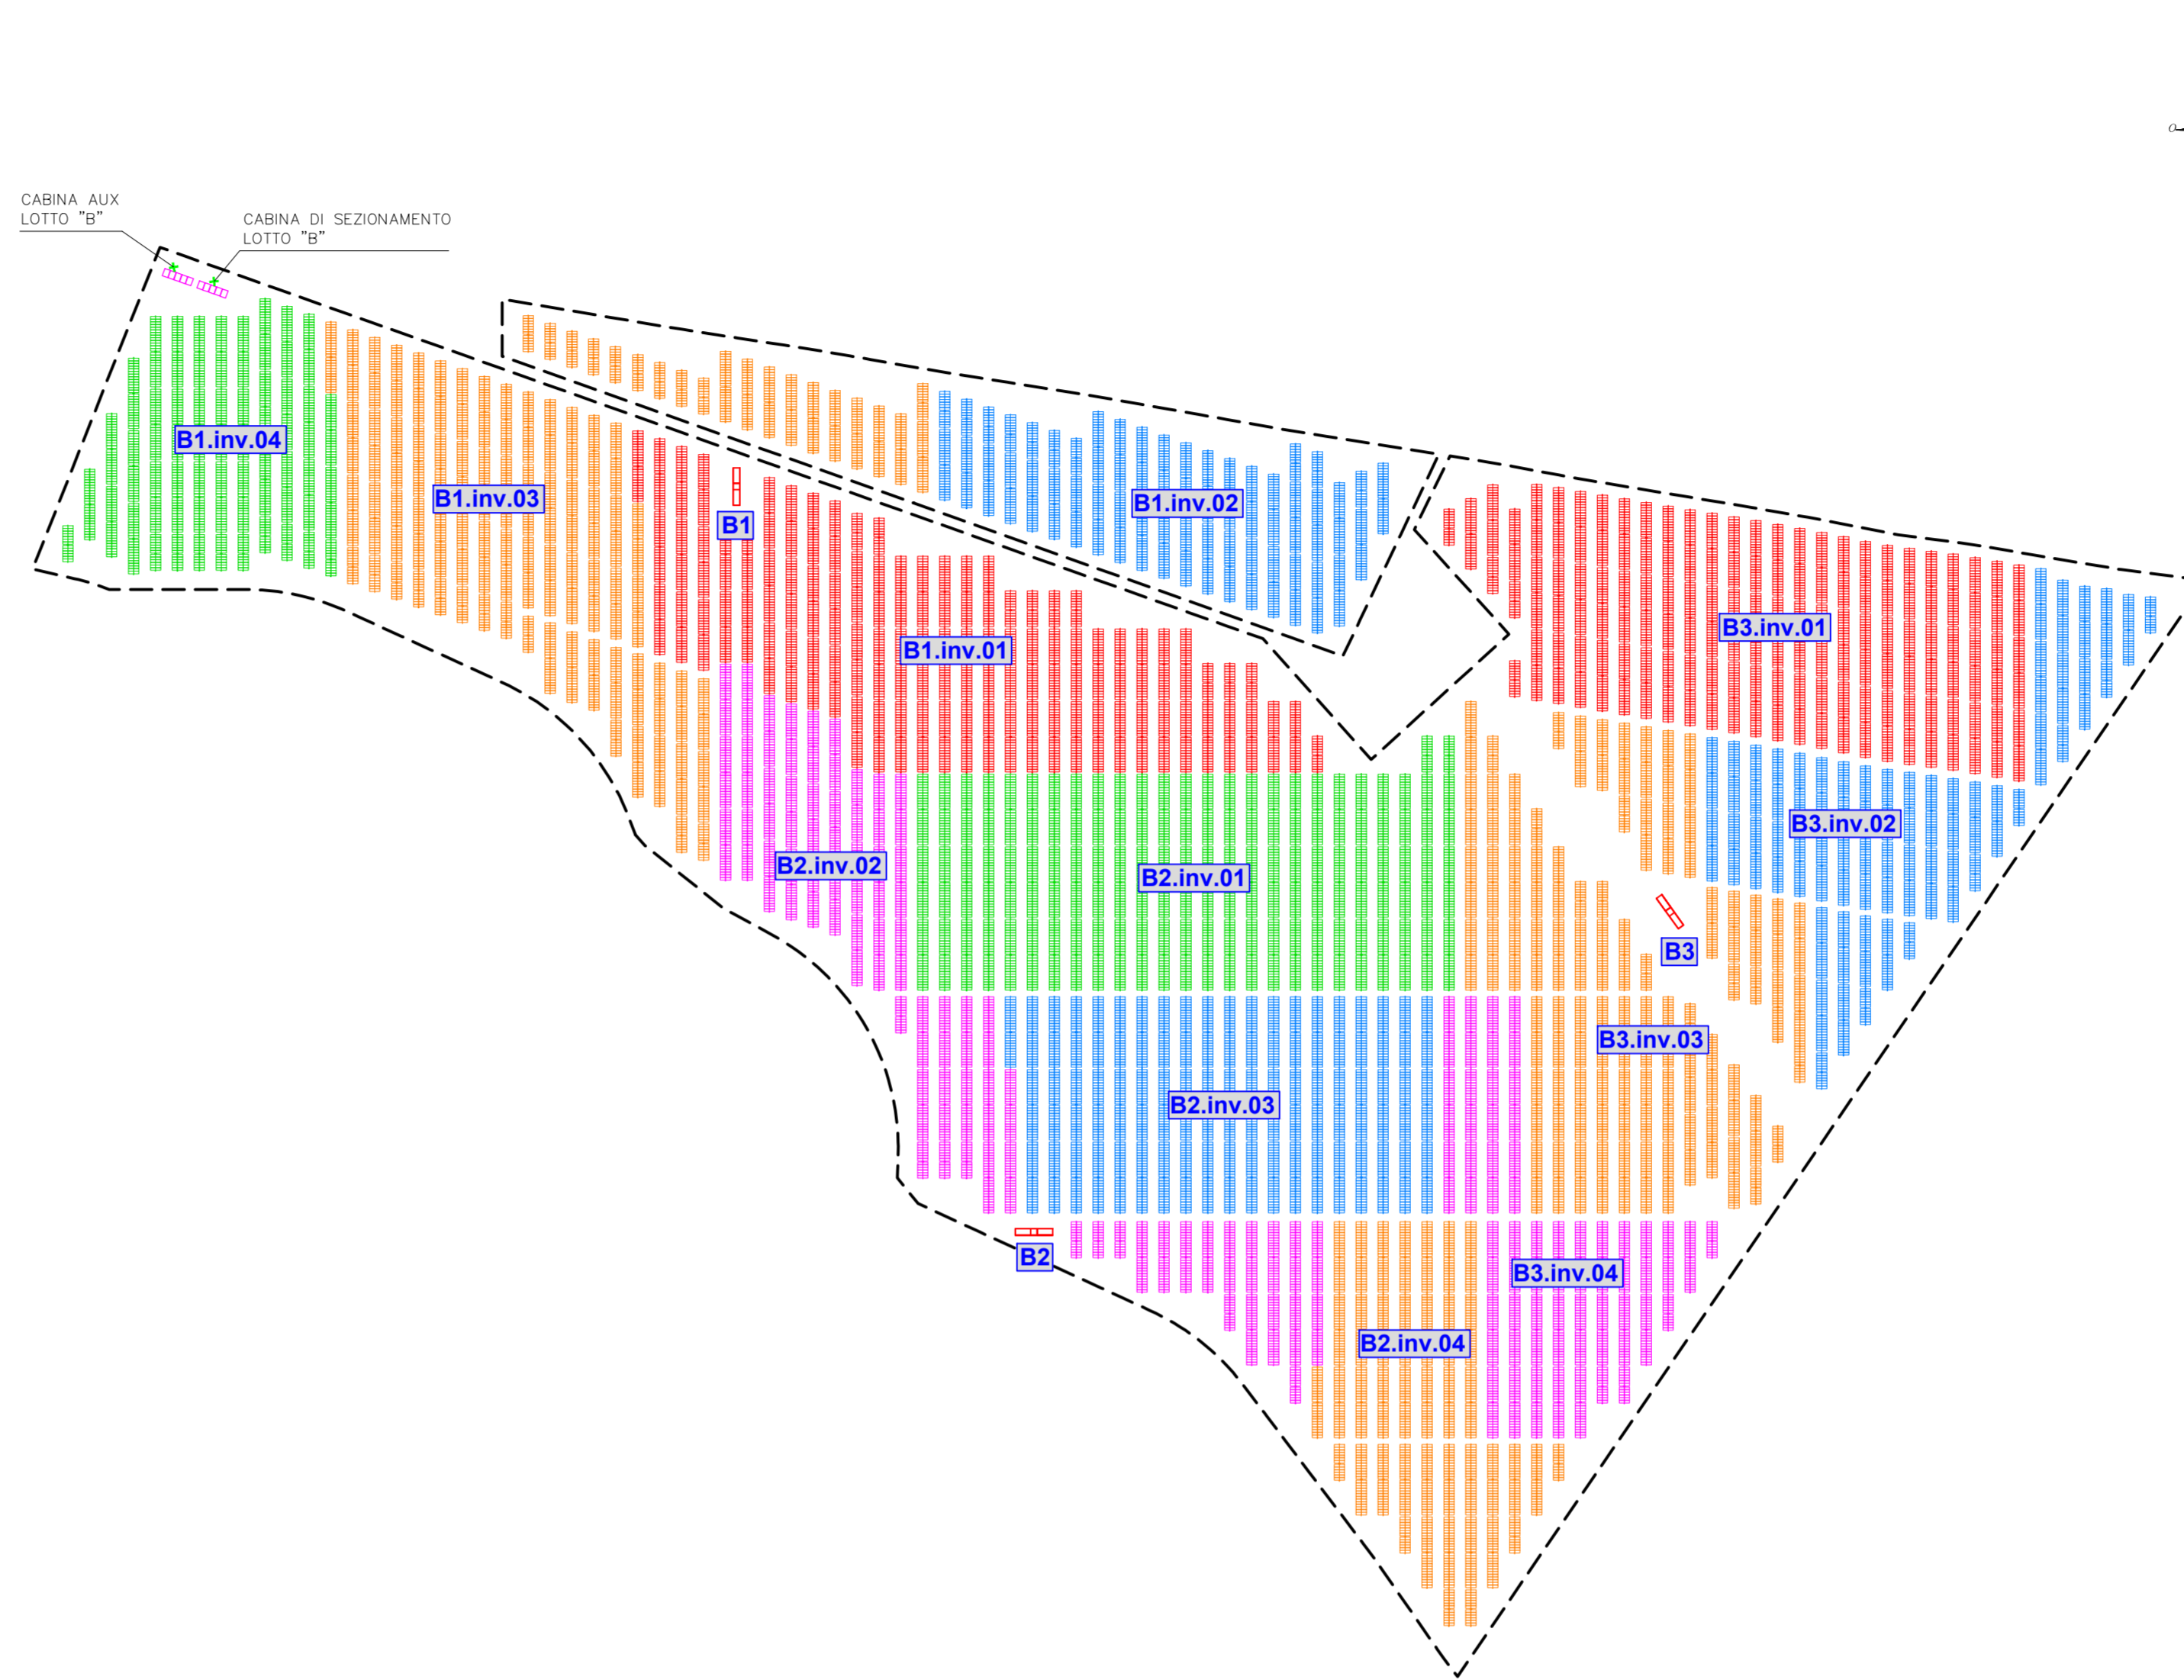 CABINA AUX
LOTTO "B"
CABINA DI SEZIONAMENTO
LOTTO "B"
B1.inv.04
B1.inv.03
B1
B1.inv.02
B1.inv.01
B3.inv.01
B3.inv.02
B2.inv.02
B2.inv.01
B3
B3.inv.03
B2.inv.03
B2
B3.inv.04
B2.inv.04